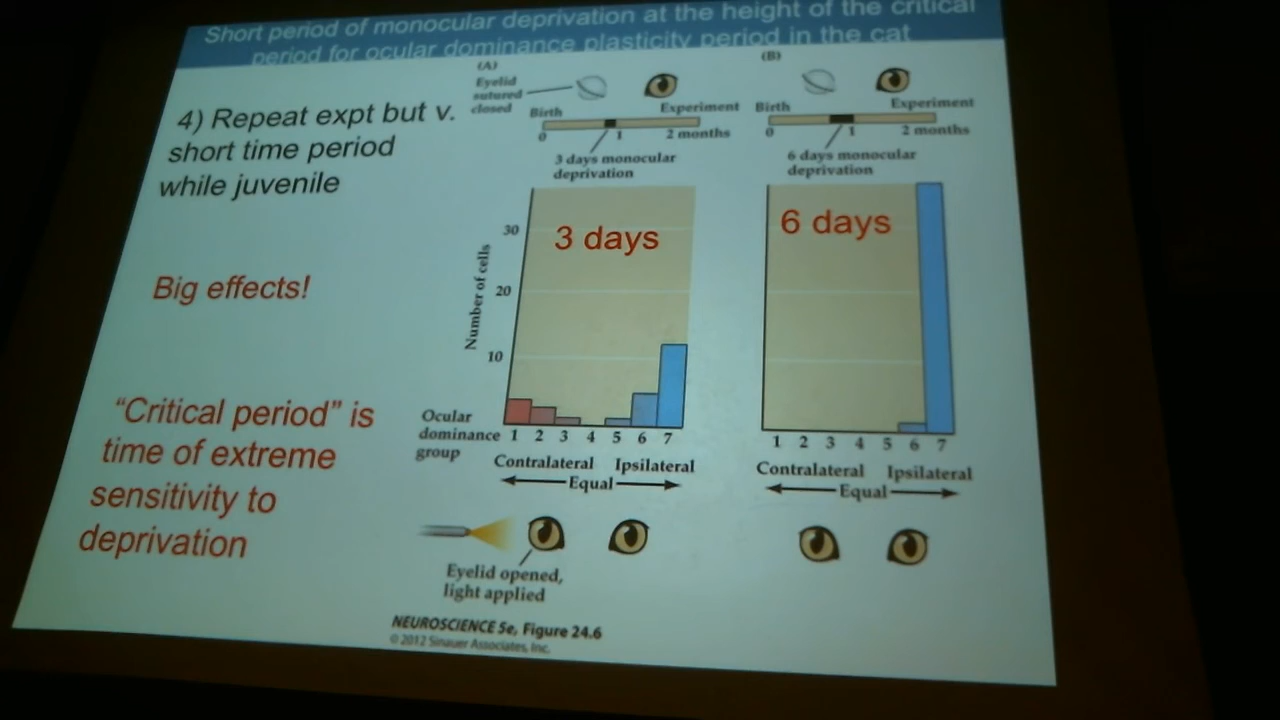 Short period of monocular deprivation at the height of the critical
period for ocular dominance plasticity period in the cat
4) Repeat expt but v.
short time period
while juvenile
Big effects!
“Critical period” is
time of extreme
sensitivity to
deprivation
(A)
Eyelid
sutured
closed
Birth
Experiment
0
1
2 months
3 days monocular
deprivation
3 days
Number of cells
30
20
10
Ocular
dominance
group
1 2 3 4 5 6 7
Contralateral Ipsilateral
Equal
Eyelid opened,
light applied
(B)
Birth
Experiment
0
1
2 months
6 days monocular
deprivation
6 days
1 2 3 4 5 6 7
Contralateral Ipsilateral
Equal
NEUROSCIENCE 5e, Figure 24.6
© 2012 Sinauer Associates, Inc.